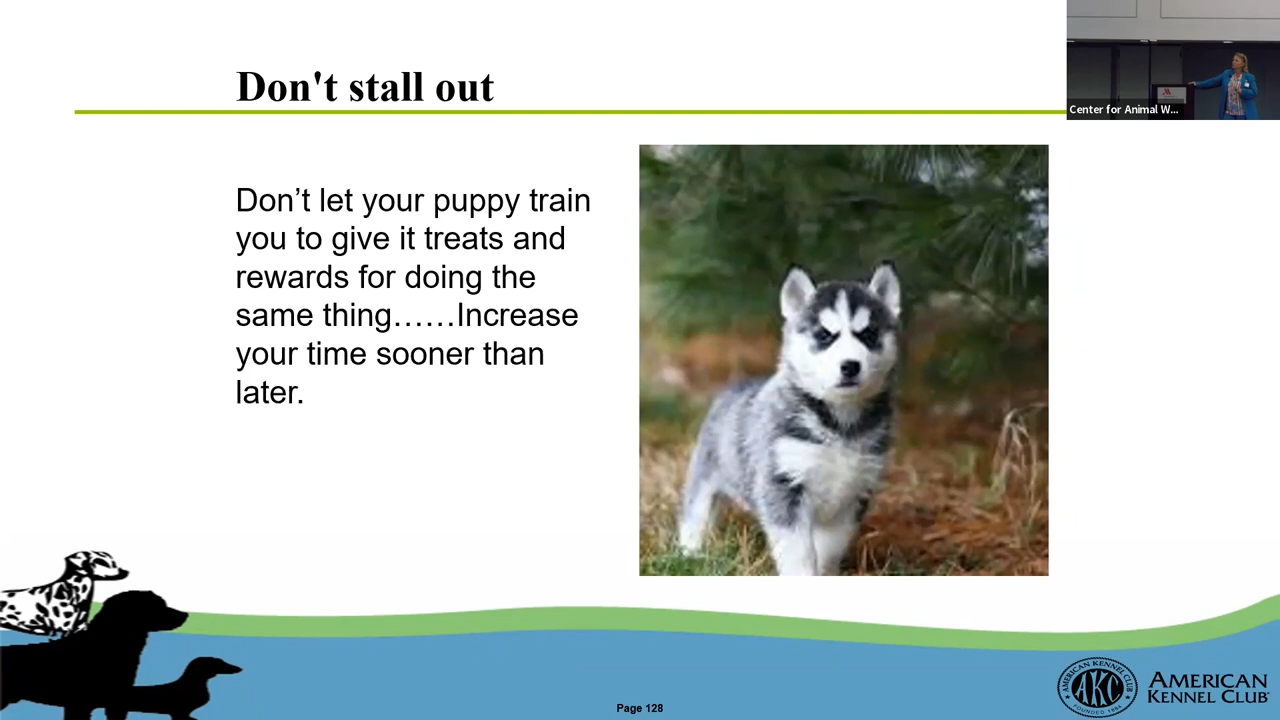 Don't stall out
Center for Animal W...
Don’t let your puppy train
you to give it treats and
rewards for doing the
same thing……Increase
your time sooner than
later.
AMERICAN KENNEL CLUB
AKC
FOUNDED 1884
AMERICAN
KENNEL CLUB
Page 128